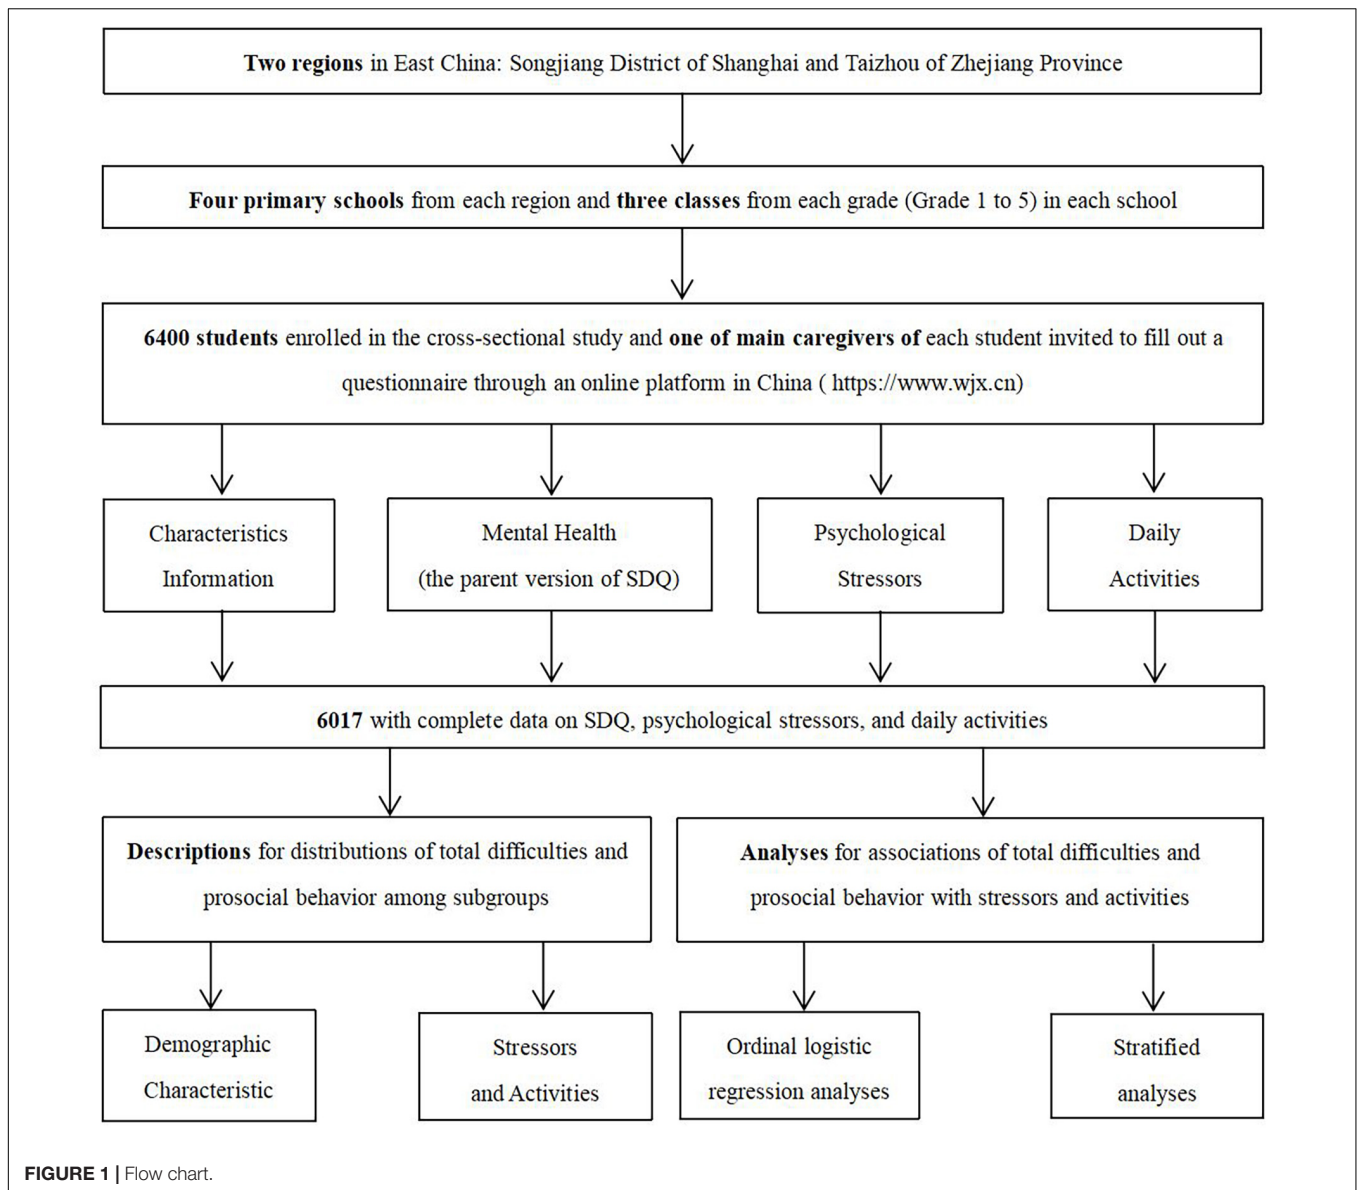 Two regions in East China: Songjiang District of Shanghai and Taizhou of Zhejiang Province
Four primary schools from each region and three classes from each grade (Grade 1 to 5) in each school
6400 students enrolled in the cross-sectional study and one of main caregivers of each student invited to fill out a
questionnaire through an online platform in China ( https://www.wjx.cn)
Characteristics
Information
Mental Health
(the parent version of SDQ)
Psychological
Stressors
Daily
Activities
6017 with complete data on SDQ, psychological stressors, and daily activities
Descriptions for distributions of total difficulties and
prosocial behavior among subgroups
Analyses for associations of total difficulties and
prosocial behavior with stressors and activities
Demographic
Characteristic
Stressors
and Activities
Ordinal logistic
regression analyses
Stratified
analyses
FIGURE 1 | Flow chart.